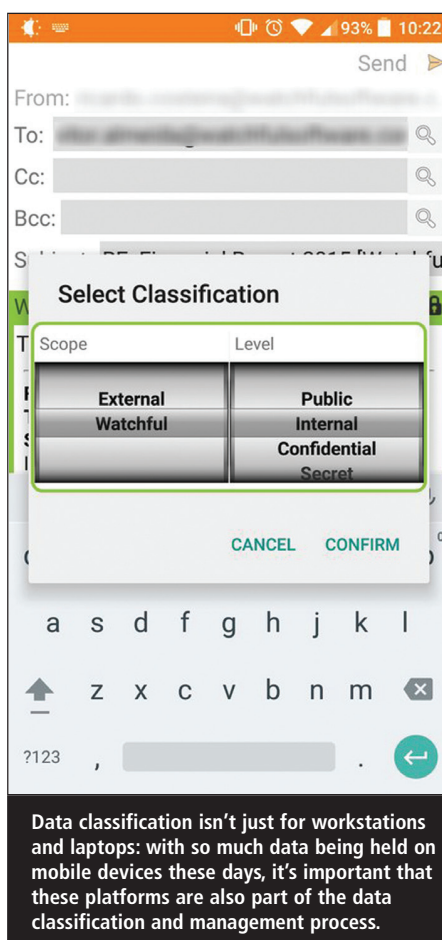 93% 10:22
Send
From:
To:
Cc:
Bcc:
Select Classification
Scope Level
External Public
Watchful Internal
Confidential
Secret
CANCEL CONFIRM
a s d f g h j k l
z x c v b n m
?123 , .
Data classification isn't just for workstations
and laptops: with so much data being held on
mobile devices these days, it's important that
these platforms are also part of the data
classification and management process.